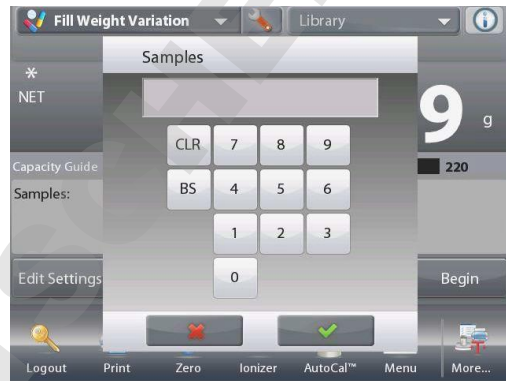 Fill Weight Variation
Library
Samples
*
NET
9 g
CLR 7 8 9
Capacity Guide
220
BS 4 5 6
Samples:
1 2 3
Edit Settings
0
Begin
Logout Print Zero Ionizer AutoCal™ Menu More...